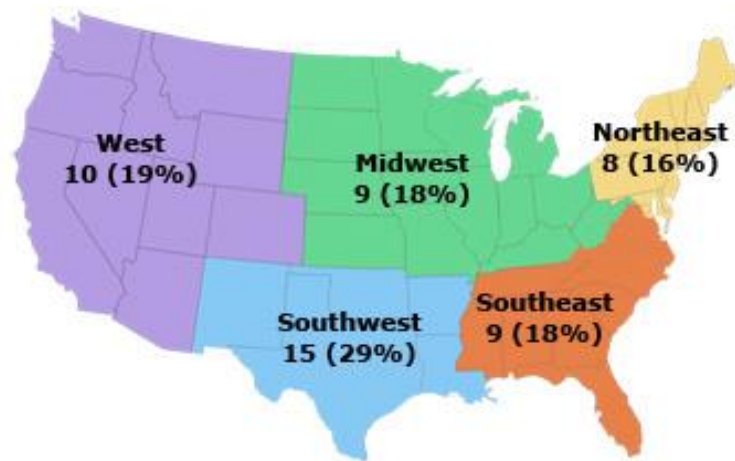 West
10 (19%)
Midwest
9 (18%)
Northeast
8 (16%)
Southwest
15 (29%)
Southeast
9 (18%)